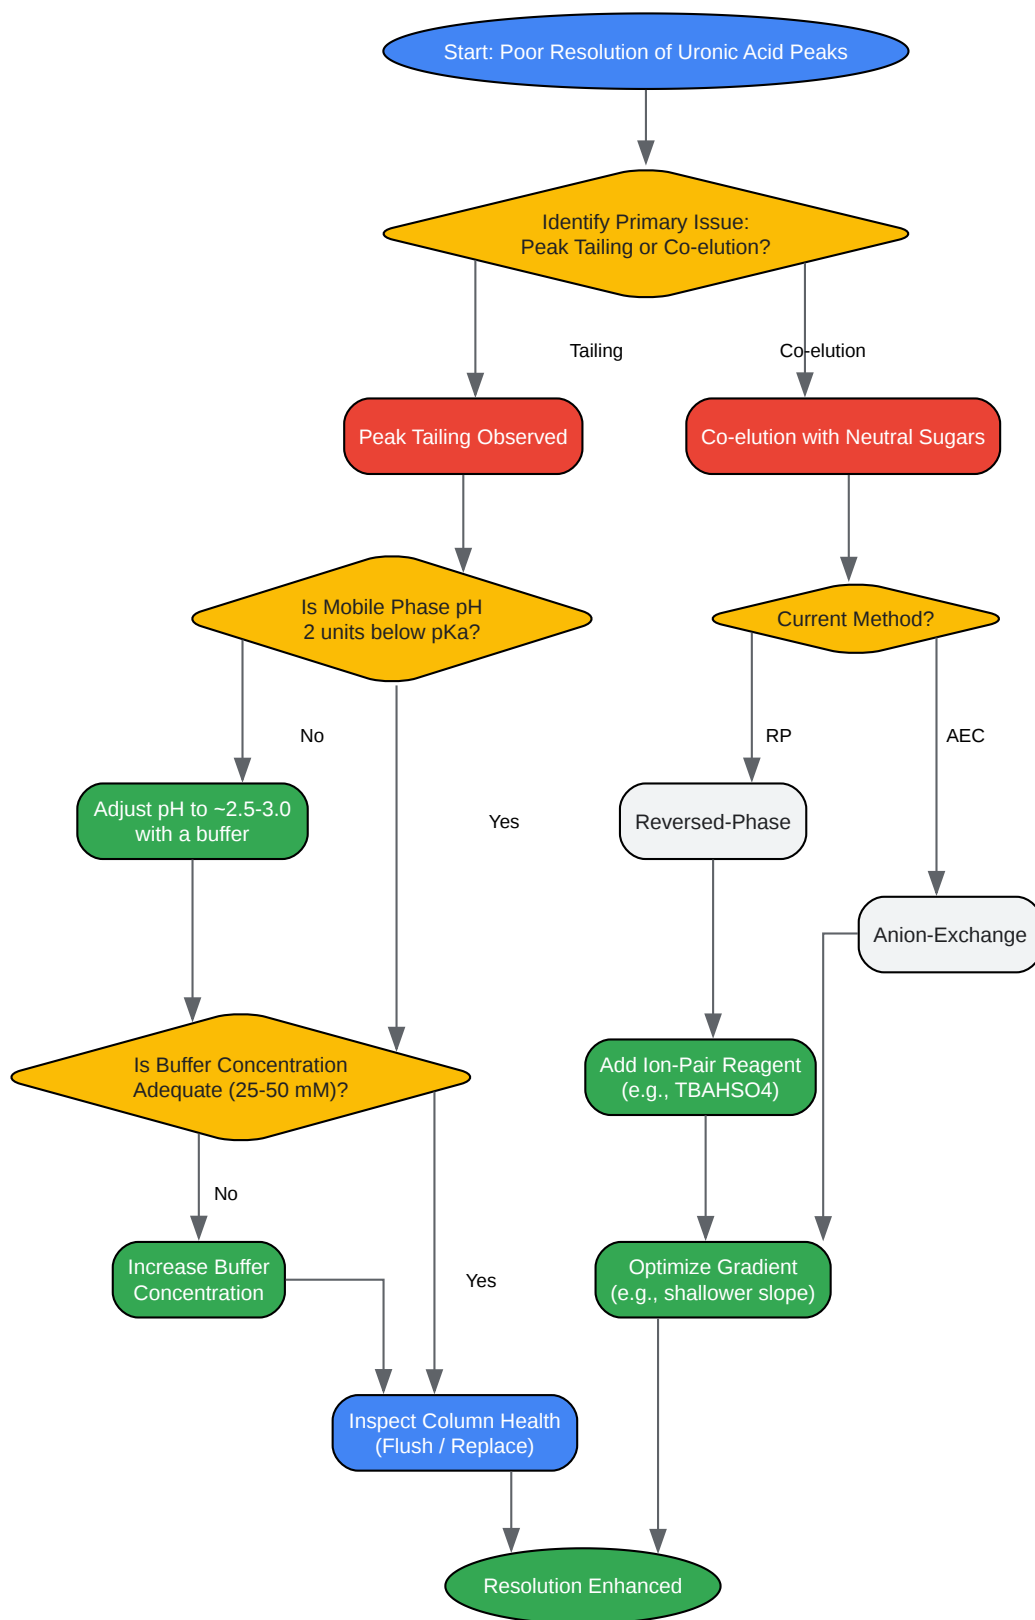 Start: Poor Resolution of Uronic Acid Peaks
Identify Primary Issue:
Peak Tailing or Co-elution?
Tailing
Co-elution
Peak Tailing Observed
Co-elution with Neutral Sugars
Is Mobile Phase pH
2 units below pKa?
Current Method?
No
RP
AEC
Adjust pH to ~2.5-3.0
with a buffer
Yes
Reversed-Phase
Anion-Exchange
Is Buffer Concentration
Adequate (25-50 mM)?
Add Ion-Pair Reagent
(e.g., TBAHSO4)
No
Increase Buffer
Concentration
Yes
Optimize Gradient
(e.g., shallower slope)
Inspect Column Health
(Flush / Replace)
Resolution Enhanced